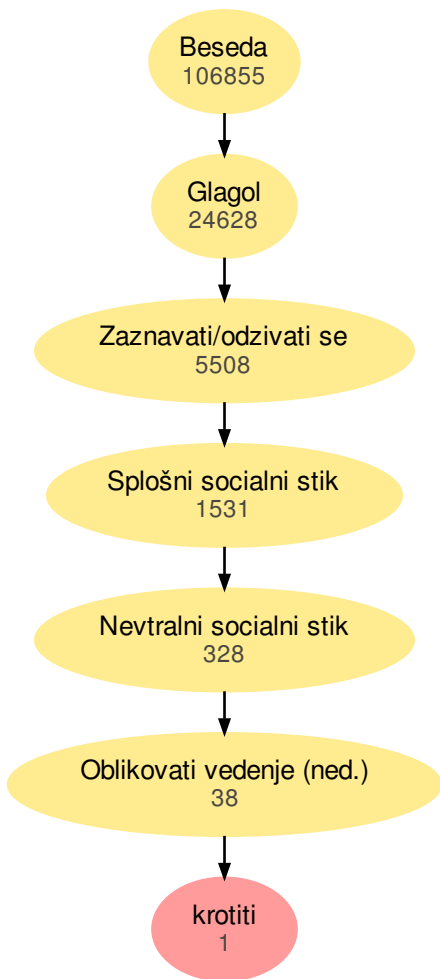 Beseda
106855
Glagol
24628
Zaznavati/odzivati se
5508
Splošni socialni stik
1531
Nevtralni socialni stik
328
Oblikovati vedenje (ned.)
38
krotiti
1